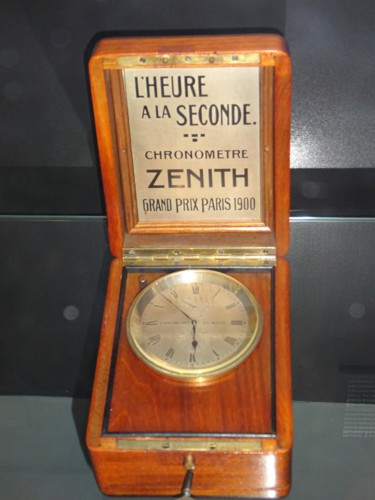 L'HEURE
A LA SECONDE.
CHRONOMETRE
ZENITH
GRAND PRIX PARIS 1900